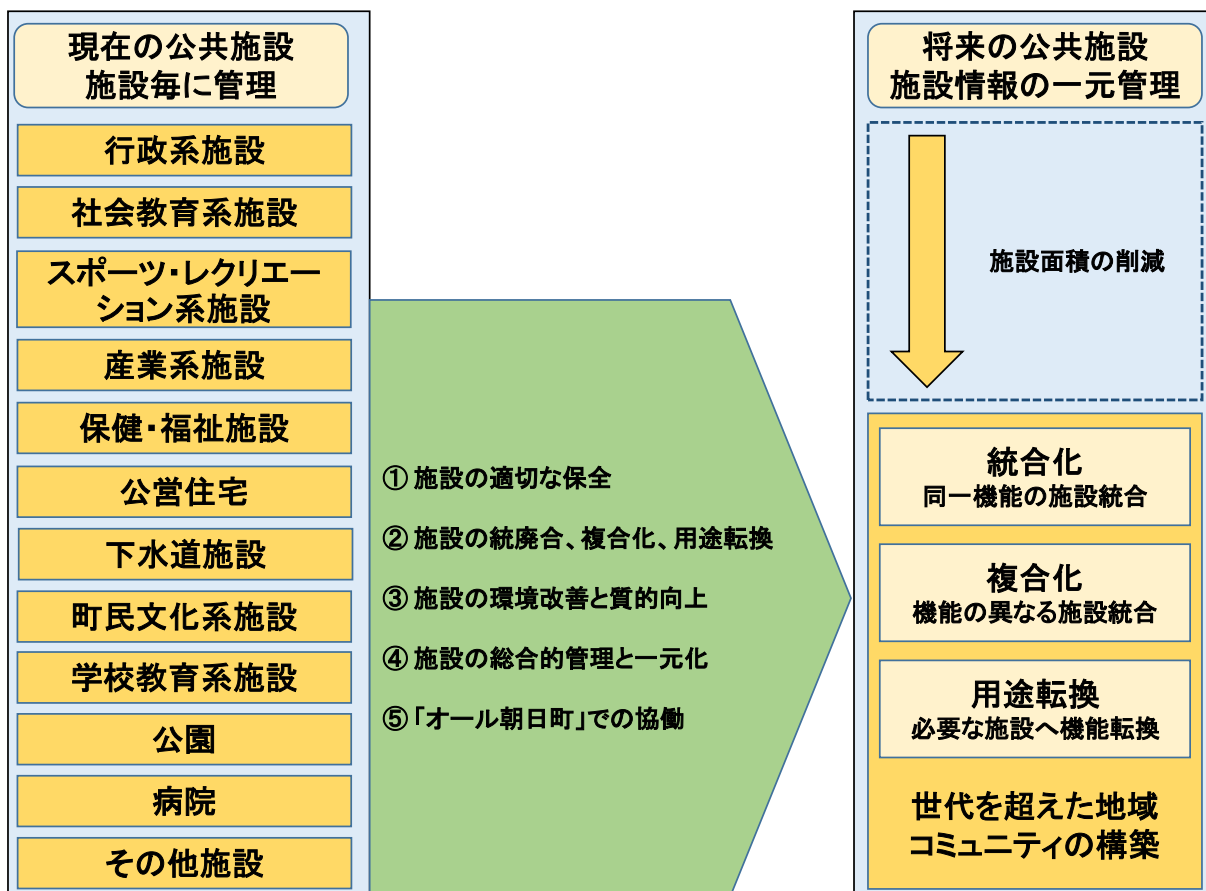 現在の公共施設
施設毎に管理
行政系施設
社会教育系施設
スポーツ・レクリエー
ション系施設
産業系施設
保健・福祉施設
公営住宅
下水道施設
町民文化系施設
学校教育系施設
公園
病院
その他施設
① 施設の適切な保全
② 施設の統廃合、複合化、用途転換
③ 施設の環境改善と質的向上
④ 施設の総合的管理と一元化
⑤ 「オール朝日町」での協働
将来の公共施設
施設情報の一元管理
施設面積の削減
統合化
同一機能の施設統合
複合化
機能の異なる施設統合
用途転換
必要な施設へ機能転換
世代を超えた地域
コミュニティの構築